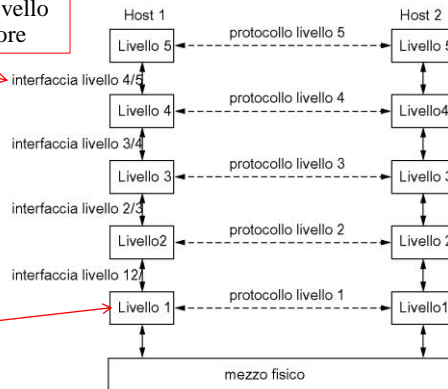 Host 1
Host 2
protocollo livello 5
Livello 5
Livello 5
interfaccia livello 4/5
protocollo livello 4
Livello 4
Livello4
interfaccia livello 3/4
protocollo livello 3
Livello 3
Livello 3
interfaccia livello 2/3
protocollo livello 2
Livello2
Livello 2
interfaccia livello 12/
protocollo livello 1
Livello 1
Livello1
mezzo fisico